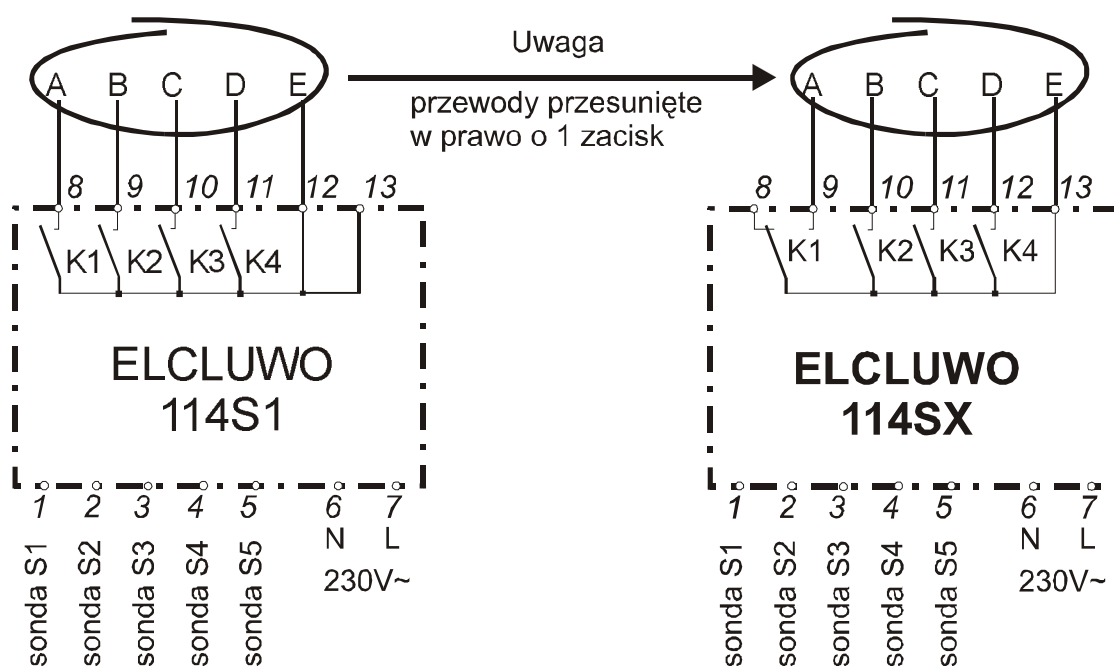 Uwaga
przewody przesunięte
w prawo o 1 zacisk
A B C D E
8 9 10 11 12 13
K1 K2 K3 K4
ELCLUWO
114S1
1 2 3 4 5 6 7
N L
230V~
sonda S1
sonda S2
sonda S3
sonda S4
sonda S5
A B C D E
8 9 10 11 12 13
K1 K2 K3 K4
ELCLUWO
114SX
1 2 3 4 5 6 7
N L
230V~
sonda S1
sonda S2
sonda S3
sonda S4
sonda S5